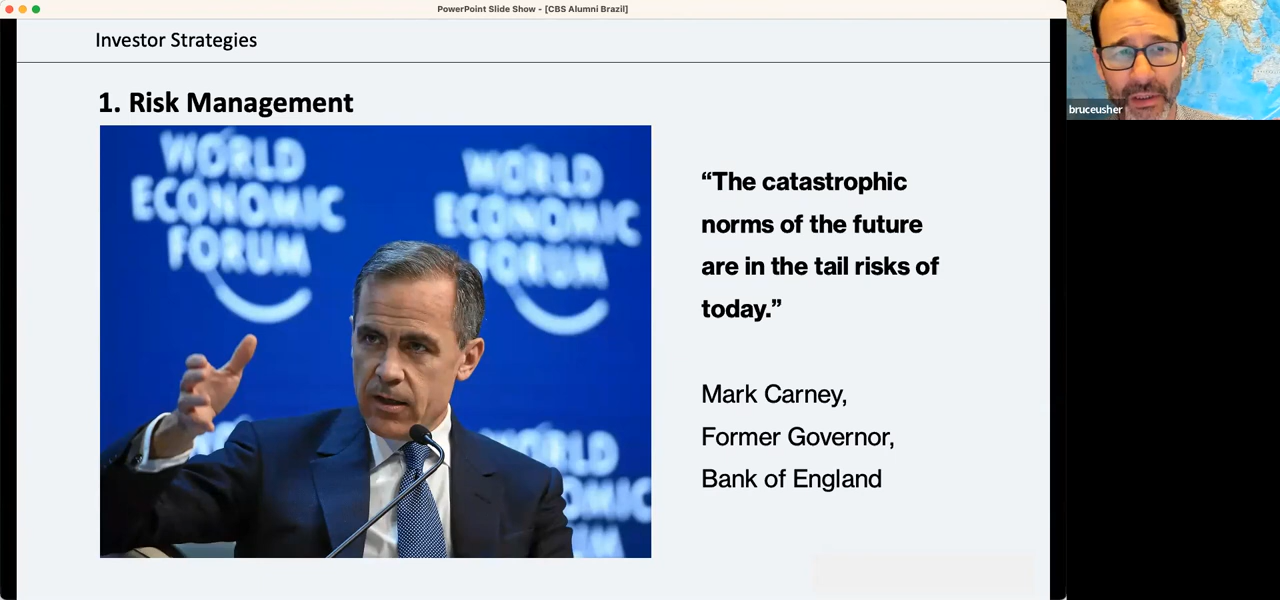 PowerPoint Slide Show - [CBS Alumni Brazil]
Investor Strategies
1. Risk Management
WORLD
ECONOMIC
FORUM
WORLD
ECONOMIC
FORUM
“The catastrophic
norms of the future
are in the tail risks of
today.”
Mark Carney,
Former Governor,
Bank of England
bruceusher